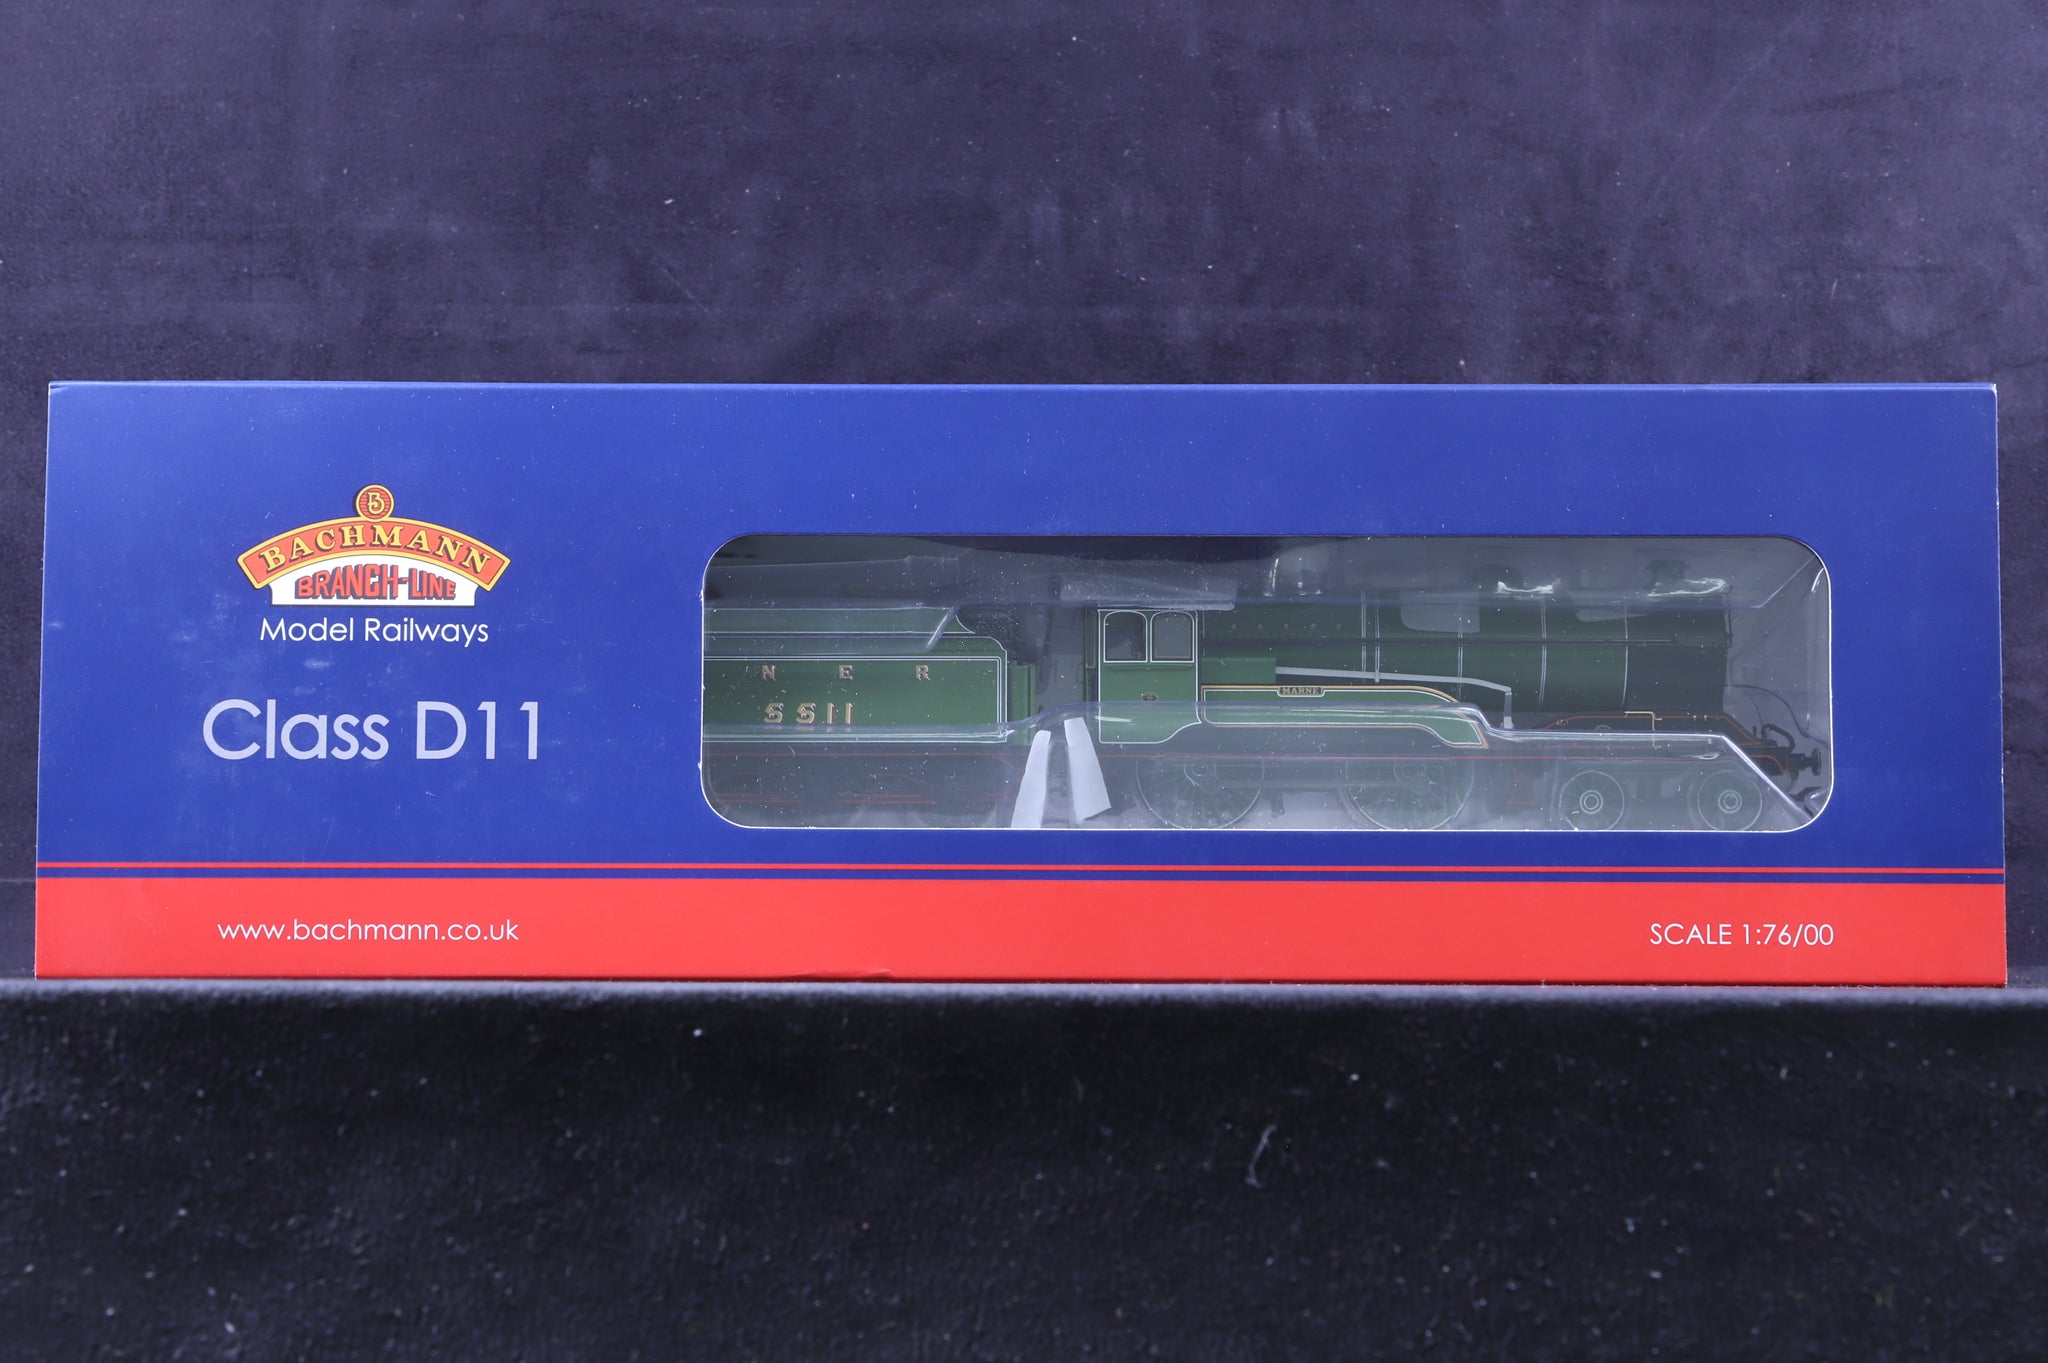 B
BACHMANN
BRANCH-LINE
Model Railways
Class D11
N E R
5511
MARNE
www.bachmann.co.uk
SCALE 1:76/00